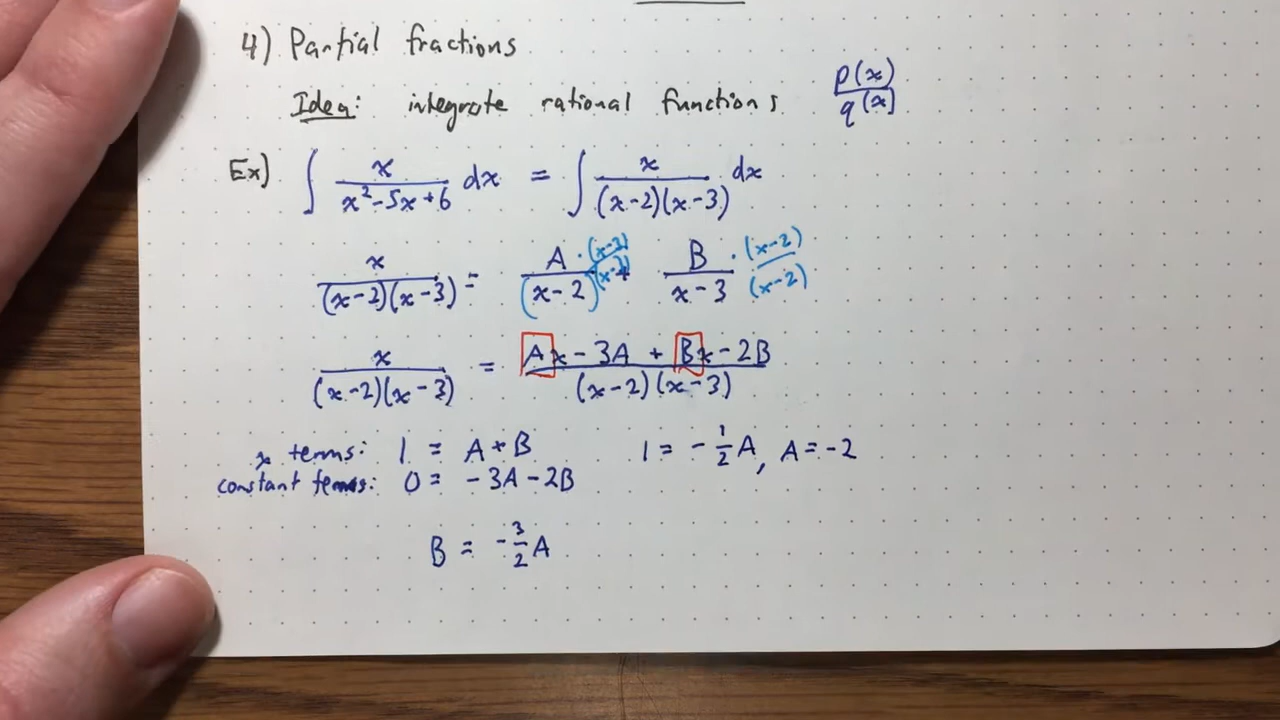 4) Partial fractions
Idea: integrate rational functions p(x)/q(x)
Ex) ∫ x/(x²-5x+6) dx = ∫ x/((x-2)(x-3)) dx
x/((x-2)(x-3)) = A/(x-2) · (x-3)/(x-3) + B/(x-3) · (x-2)/(x-2)
x/((x-2)(x-3)) = (Ax - 3A + Bx - 2B)/((x-2)(x-3))
x terms: 1 = A + B 1 = -1/2 A, A = -2
constant terms: 0 = -3A - 2B
B = -3/2 A